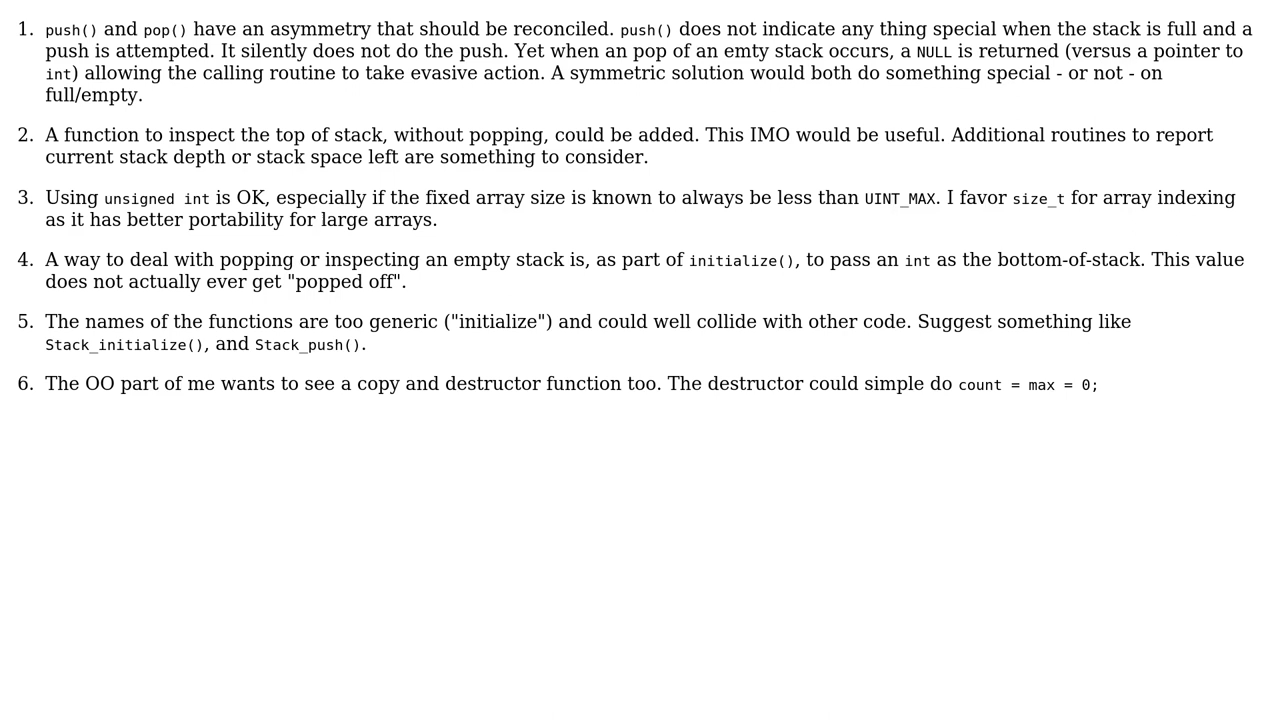 1. push() and pop() have an asymmetry that should be reconciled. push() does not indicate any thing special when the stack is full and a
push is attempted. It silently does not do the push. Yet when an pop of an emty stack occurs, a NULL is returned (versus a pointer to
int) allowing the calling routine to take evasive action. A symmetric solution would both do something special - or not - on
full/empty.
2. A function to inspect the top of stack, without popping, could be added. This IMO would be useful. Additional routines to report
current stack depth or stack space left are something to consider.
3. Using unsigned int is OK, especially if the fixed array size is known to always be less than UINT_MAX. I favor size_t for array indexing
as it has better portability for large arrays.
4. A way to deal with popping or inspecting an empty stack is, as part of initialize(), to pass an int as the bottom-of-stack. This value
does not actually ever get "popped off".
5. The names of the functions are too generic ("initialize") and could well collide with other code. Suggest something like
Stack_initialize(), and Stack_push().
6. The OO part of me wants to see a copy and destructor function too. The destructor could simple do count = max = 0;